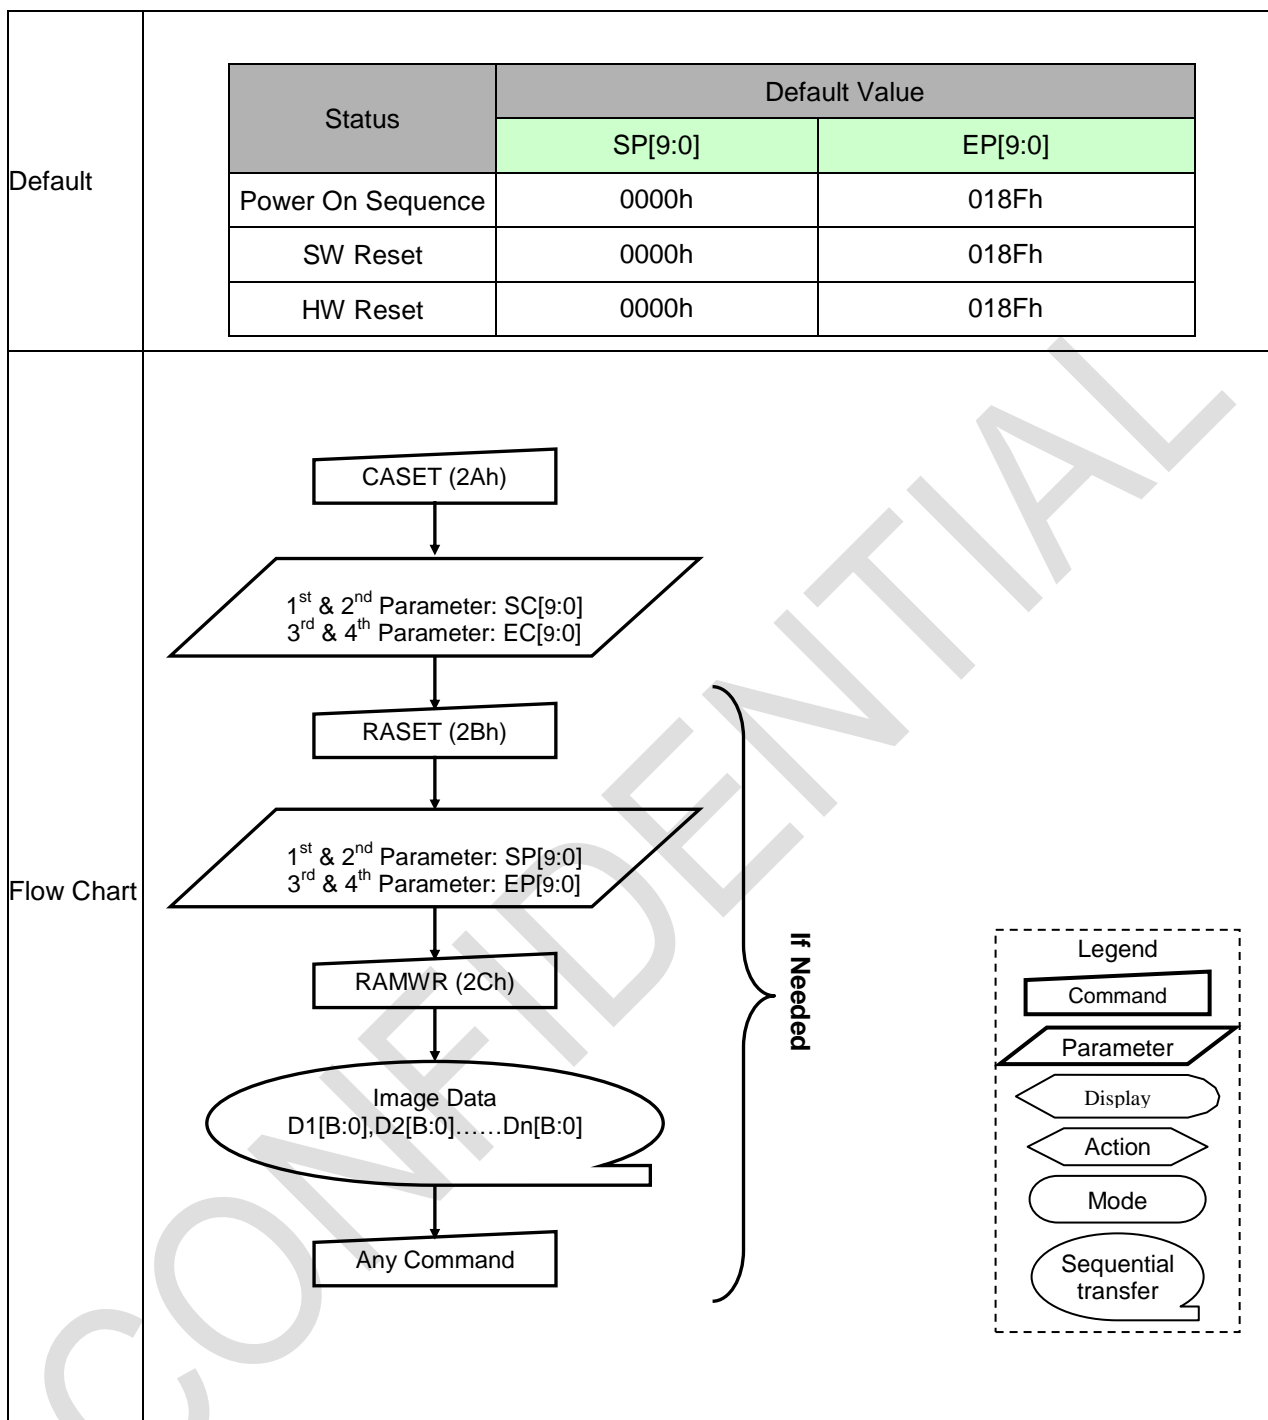 Default
Status
Default Value
SP[9:0]
EP[9:0]
Power On Sequence
0000h
018Fh
SW Reset
0000h
018Fh
HW Reset
0000h
018Fh
Flow Chart
CASET (2Ah)
1st & 2nd Parameter: SC[9:0]
3rd & 4th Parameter: EC[9:0]
RASET (2Bh)
1st & 2nd Parameter: SP[9:0]
3rd & 4th Parameter: EP[9:0]
RAMWR (2Ch)
Image Data
D1[B:0],D2[B:0]……Dn[B:0]
Any Command
If Needed
Legend
Command
Parameter
Display
Action
Mode
Sequential
transfer
CONFIDENTIAL